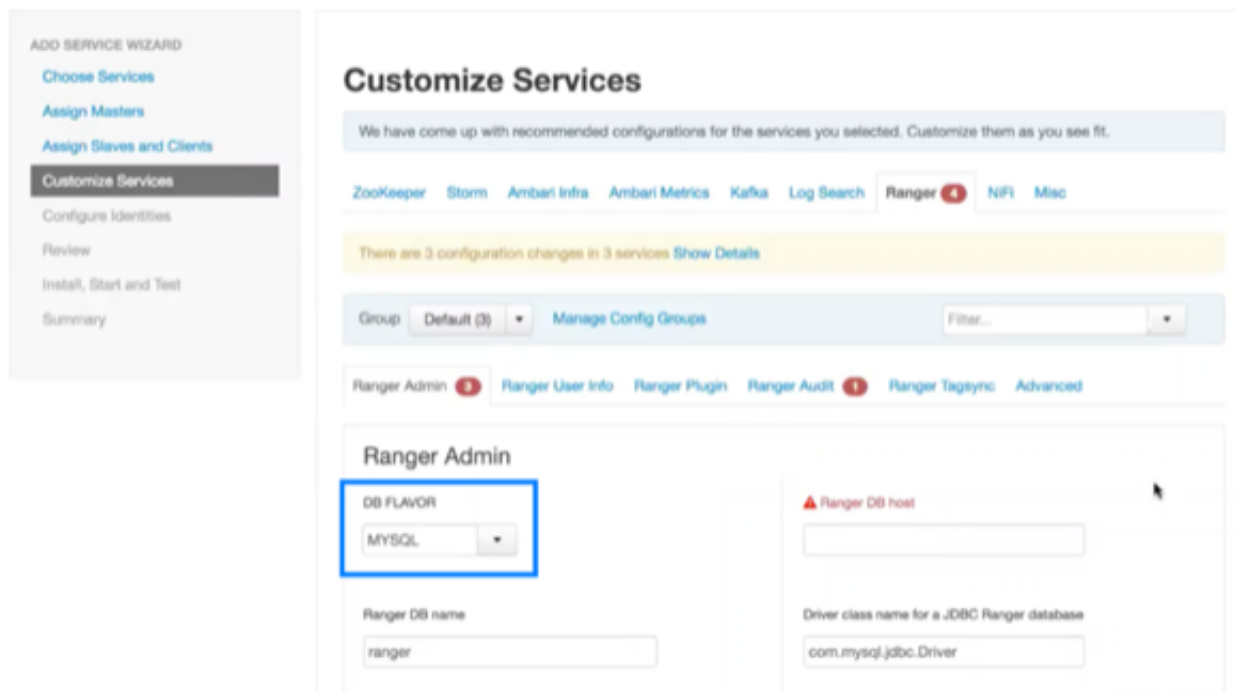 ADD SERVICE WIZARD
Choose Services
Assign Masters
Assign Slaves and Clients
Customize Services
Configure Identities
Review
Install, Start and Test
Summary
Customize Services
We have come up with recommended configurations for the services you selected. Customize them as you see fit.
ZooKeeper Storm Ambari Infra Ambari Metrics Kafka Log Search Ranger 4 NiFi Misc
There are 3 configuration changes in 3 services Show Details
Group Default (3) Manage Config Groups Filter...
Ranger Admin 3 Ranger User Info Ranger Plugin Ranger Audit 1 Ranger Tagsync Advanced
Ranger Admin
DB FLAVOR
MYSQL
Ranger DB host
Ranger DB name
ranger
Driver class name for a JDBC Ranger database
com.mysql.jdbc.Driver